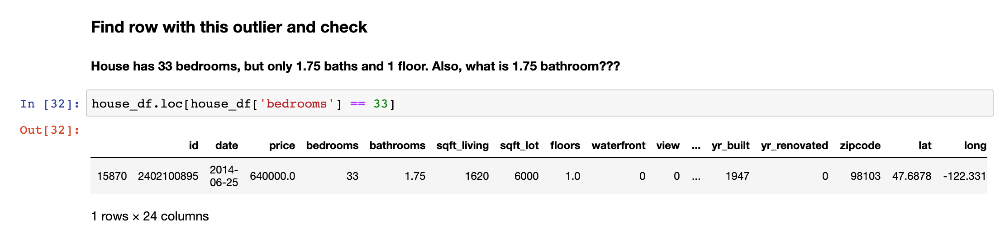 Find row with this outlier and check
House has 33 bedrooms, but only 1.75 baths and 1 floor. Also, what is 1.75 bathroom???
In [32]: house_df.loc[house_df['bedrooms'] == 33]
Out[32]:
id date price bedrooms bathrooms sqft_living sqft_lot floors waterfront view ... yr_built yr_renovated zipcode lat long
15870 2402100895 2014-06-25 640000.0 33 1.75 1620 6000 1.0 0 0 ... 1947 0 98103 47.6878 -122.331
1 rows × 24 columns